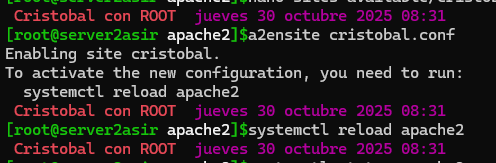 Cristobal con ROOT jueves 30 octubre 2025 08:31
[root@server2asir apache2]$a2ensite cristobal.conf
Enabling site cristobal.
To activate the new configuration, you need to run:
  systemctl reload apache2
Cristobal con ROOT jueves 30 octubre 2025 08:31
[root@server2asir apache2]$systemctl reload apache2
Cristobal con ROOT jueves 30 octubre 2025 08:31